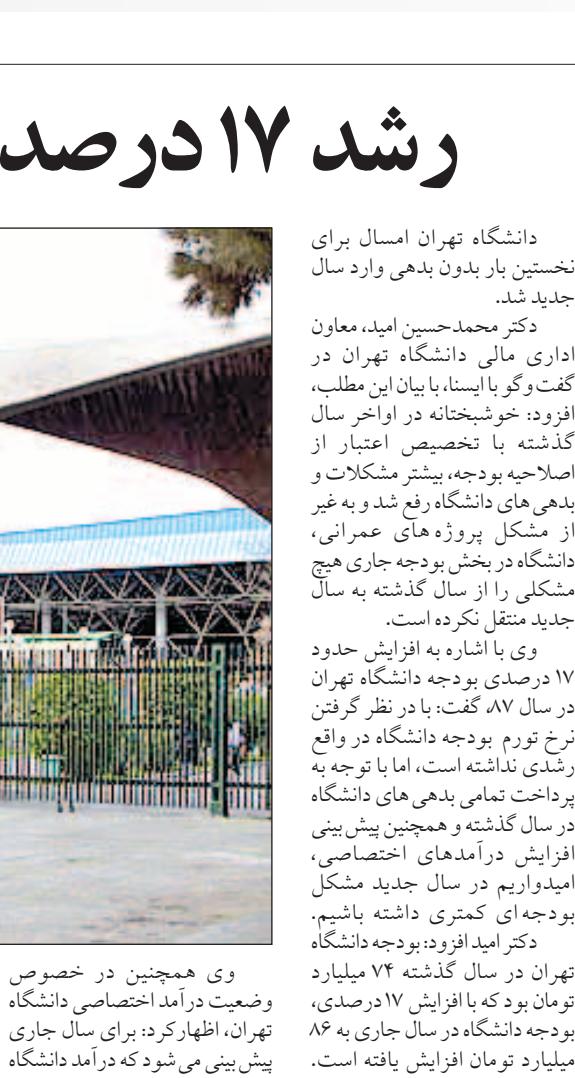 رشد ۱۷ درصد
دانشگاه تهران امسال برای
نخستین بار بدون بدهی وارد سال
جدید شد.
دکتر محمدحسین امید، معاون
اداری مالی دانشگاه تهران در
گفت‌وگو با ایسنا، با بیان این مطلب،
افزود: خوشبختانه در اواخر سال
گذشته با تخصیص اعتبار از
اصلاحیه بودجه، بیشتر مشکلات و
بدهی های دانشگاه رفع شد و به غیر
از مشکل پروژه های عمرانی،
دانشگاه در بخش بودجه جاری هیچ
مشکلی را از سال گذشته به سال
جدید منتقل نکرده است.
وی با اشاره به افزایش حدود
۱۷ درصدی بودجه دانشگاه تهران
در سال ۸۷، گفت: با در نظر گرفتن
نرخ تورم بودجه دانشگاه در واقع
رشدی نداشته است، اما با توجه به
پرداخت تمامی بدهی های دانشگاه
در سال گذشته و همچنین پیش‌بینی
افزایش درآمدهای اختصاصی،
امیدواریم در سال جدید مشکل
بودجه ای کمتری داشته باشیم.
دکتر امید افزود: بودجه دانشگاه
تهران در سال گذشته ۷۴ میلیارد
تومان بود که با افزایش ۱۷ درصدی،
بودجه دانشگاه در سال جاری به ۸۶
میلیارد تومان افزایش یافته است.
وی همچنین در خصوص
وضعیت درآمد اختصاصی دانشگاه
تهران، اظهارکرد: برای سال جاری
پیش‌بینی می شود که درآمد دانشگاه